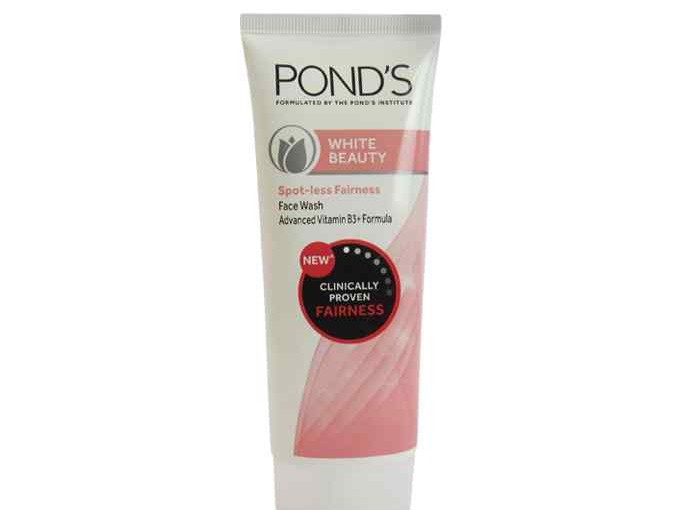 POND'S
FORMULATED BY THE POND'S INSTITUTE
WHITE
BEAUTY
Spot-less Fairness
Face Wash
Advanced Vitamin B3+ Formula
NEW*
CLINICALLY
PROVEN
FAIRNESS